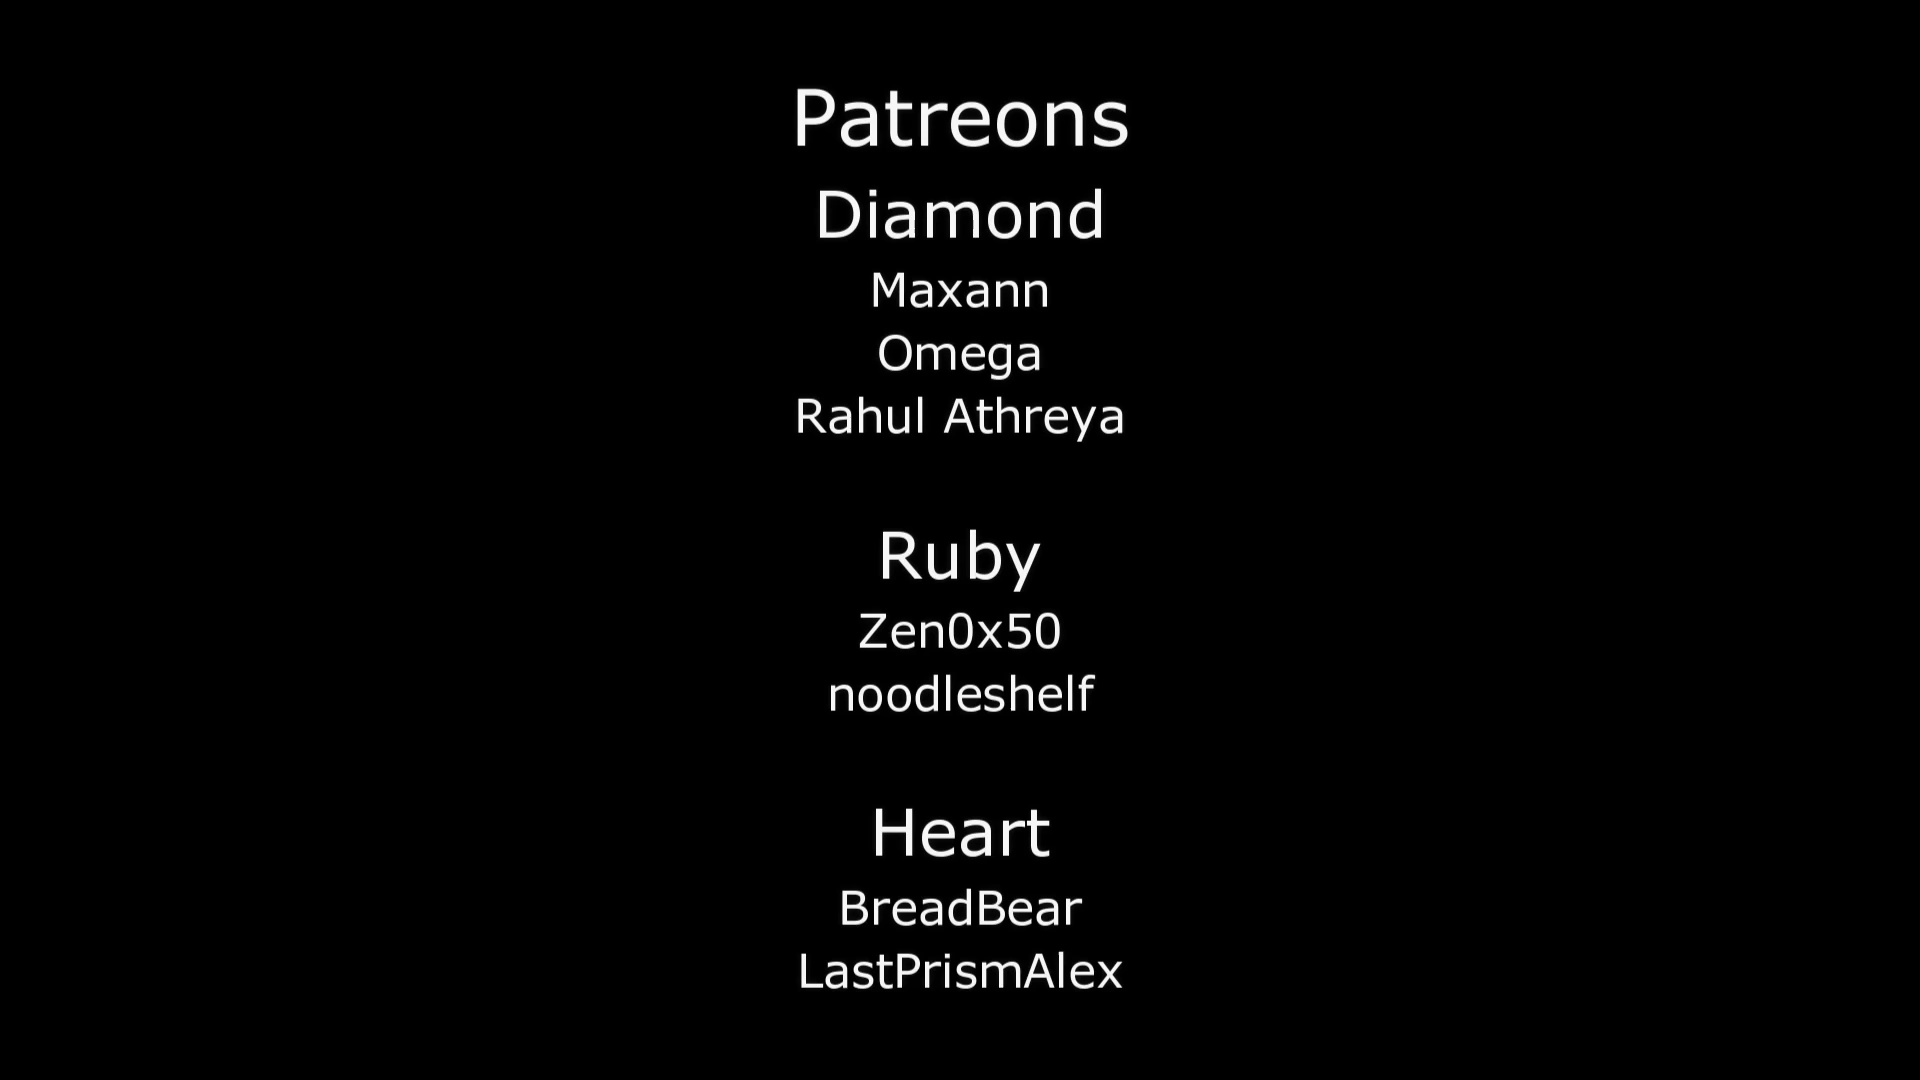 Patreons
Diamond
Maxann
Omega
Rahul Athreya
Ruby
Zen0x50
noodleshelf
Heart
BreadBear
LastPrismAlex